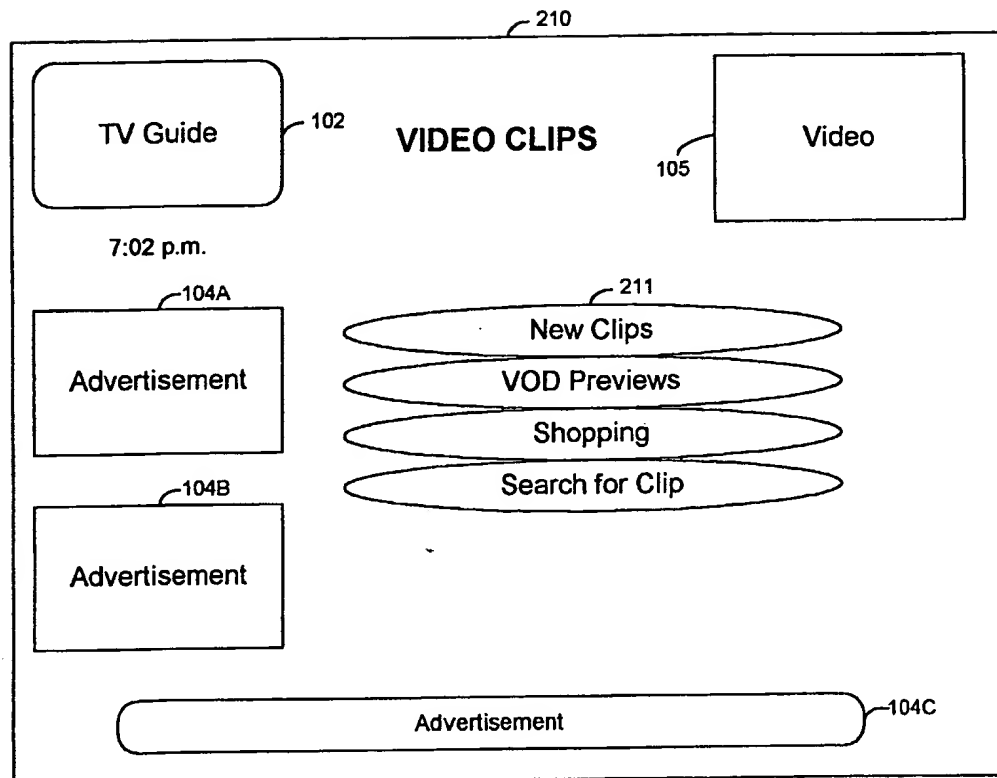 210
TV Guide
102
VIDEO CLIPS
105
Video
7:02 p.m.
104A
Advertisement
211
New Clips
VOD Previews
Shopping
Search for Clip
104B
Advertisement
Advertisement
104C